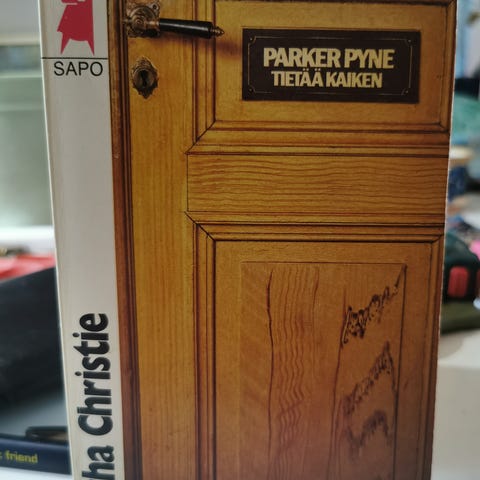 SAPO
PARKER PYNE
TIETÄÄ KAIKEN
ha Christie
friend